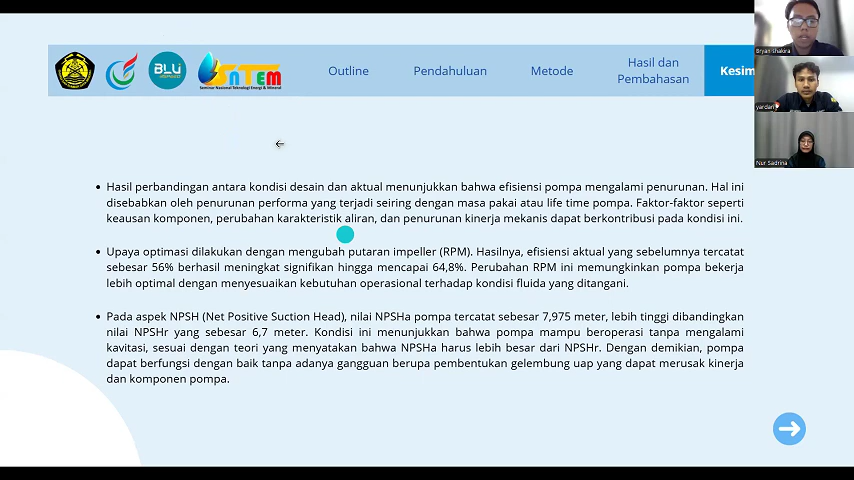 BLU
SNTEM
Seminar Nasional Teknologi Energi & Mineral
Outline
Pendahuluan
Metode
Hasil dan
Pembahasan
Kesim
Bryan Shakira
yardan
Nur Sadrina
Hasil perbandingan antara kondisi desain dan aktual menunjukkan bahwa efisiensi pompa mengalami penurunan. Hal ini
disebabkan oleh penurunan performa yang terjadi seiring dengan masa pakai atau life time pompa. Faktor-faktor seperti
keausan komponen, perubahan karakteristik aliran, dan penurunan kinerja mekanis dapat berkontribusi pada kondisi ini.
Upaya optimasi dilakukan dengan mengubah putaran impeller (RPM). Hasilnya, efisiensi aktual yang sebelumnya tercatat
sebesar 56% berhasil meningkat signifikan hingga mencapai 64,8%. Perubahan RPM ini memungkinkan pompa bekerja
lebih optimal dengan menyesuaikan kebutuhan operasional terhadap kondisi fluida yang ditangani.
Pada aspek NPSH (Net Positive Suction Head), nilai NPSHa pompa tercatat sebesar 7,975 meter, lebih tinggi dibandingkan
nilai NPSHr yang sebesar 6,7 meter. Kondisi ini menunjukkan bahwa pompa mampu beroperasi tanpa mengalami
kavitasi, sesuai dengan teori yang menyatakan bahwa NPSHa harus lebih besar dari NPSHr. Dengan demikian, pompa
dapat berfungsi dengan baik tanpa adanya gangguan berupa pembentukan gelembung uap yang dapat merusak kinerja
dan komponen pompa.